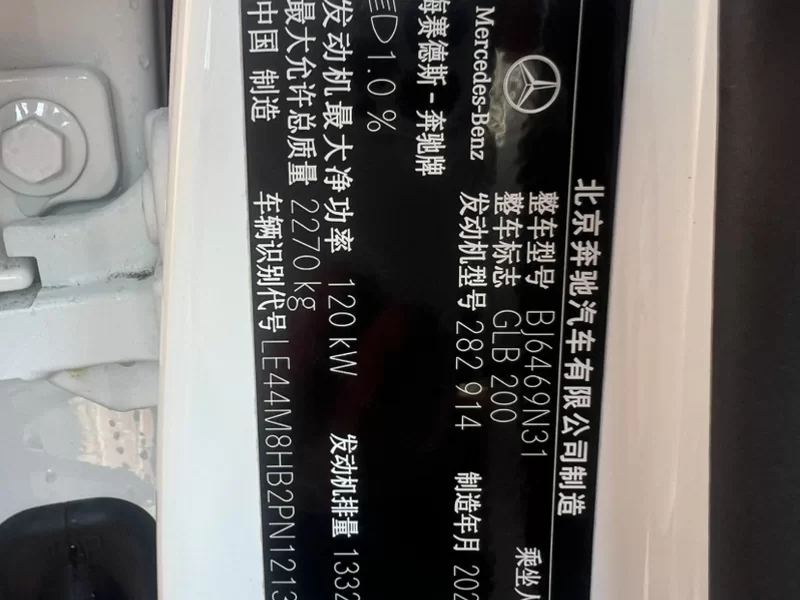 北京奔驰汽车有限公司制造
Mercedes-Benz
整车型号 BJ6469N31 乘坐人
整车标志 GLB 200
发动机型号 282 914 制造年月 202
梅赛德斯-奔驰牌
1.0 %
发动机最大净功率 120 kW 发动机排量 1332
最大允许总质量 2270 kg
车辆识别代号 LE44M8HB2PN1213
中国 制造